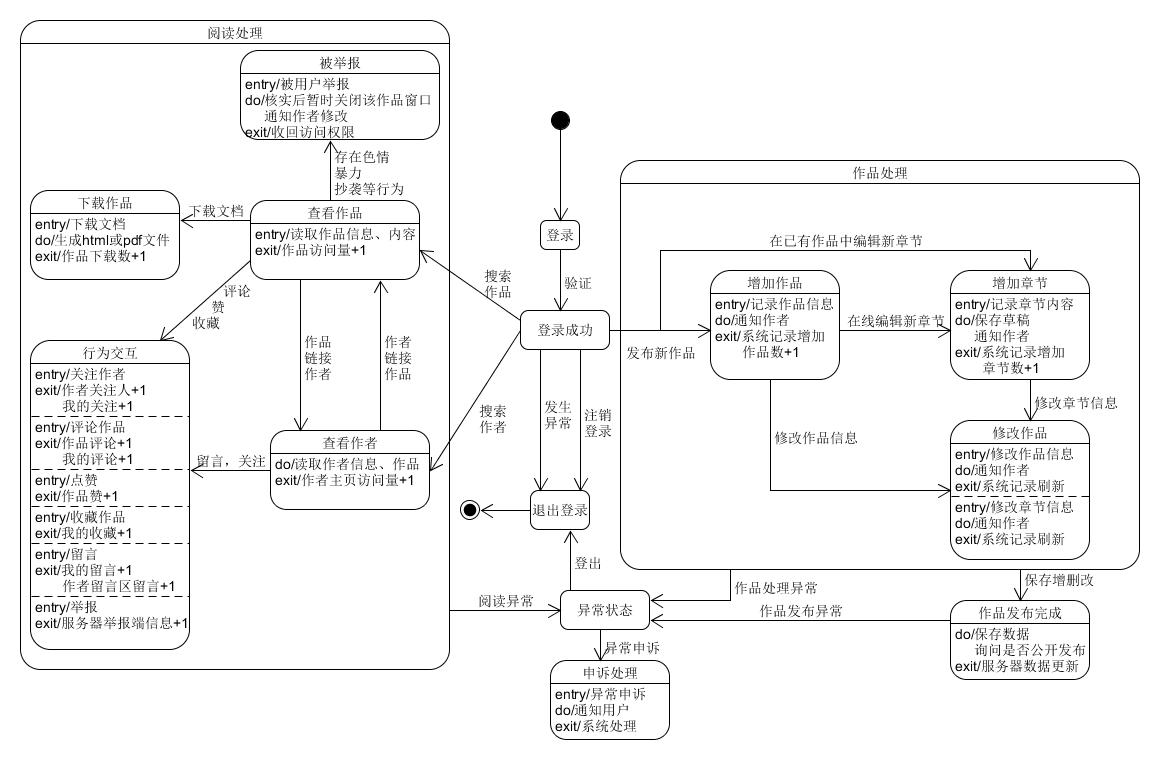 阅读处理
被举报
entry/被用户举报
do/核实后暂时关闭该作品窗口
通知作者修改
exit/收回访问权限
存在色情
暴力
抄袭等行为
下载作品
entry/下载文档
do/生成html或pdf文件
exit/作品下载数+1
下载文档
查看作品
entry/读取作品信息、内容
exit/作品访问量+1
评论
赞
收藏
作品
链接
作者
作者
链接
作品
行为交互
entry/关注作者
exit/作者关注人+1
我的关注+1
entry/评论作品
exit/作品评论+1
我的评论+1
entry/点赞
exit/作品赞+1
entry/收藏作品
exit/我的收藏+1
entry/留言
exit/我的留言+1
作者留言区留言+1
entry/举报
exit/服务器举报端信息+1
留言，关注
查看作者
do/读取作者信息、作品
exit/作者主页访问量+1
登录
验证
登录成功
搜索
作品
搜索
作者
发生
异常
注销
登录
退出登录
登出
阅读异常
异常状态
异常申诉
申诉处理
entry/异常申诉
do/通知用户
exit/系统处理
作品处理
在已有作品中编辑新章节
发布新作品
增加作品
entry/记录作品信息
do/通知作者
exit/系统记录增加
作品数+1
在线编辑新章节
增加章节
entry/记录章节内容
do/保存草稿
通知作者
exit/系统记录增加
章节数+1
修改章节信息
修改作品信息
修改作品
entry/修改作品信息
do/通知作者
exit/系统记录刷新
entry/修改章节信息
do/通知作者
exit/系统记录刷新
作品处理异常
保存增删改
作品发布异常
作品发布完成
do/保存数据
询问是否公开发布
exit/服务器数据更新